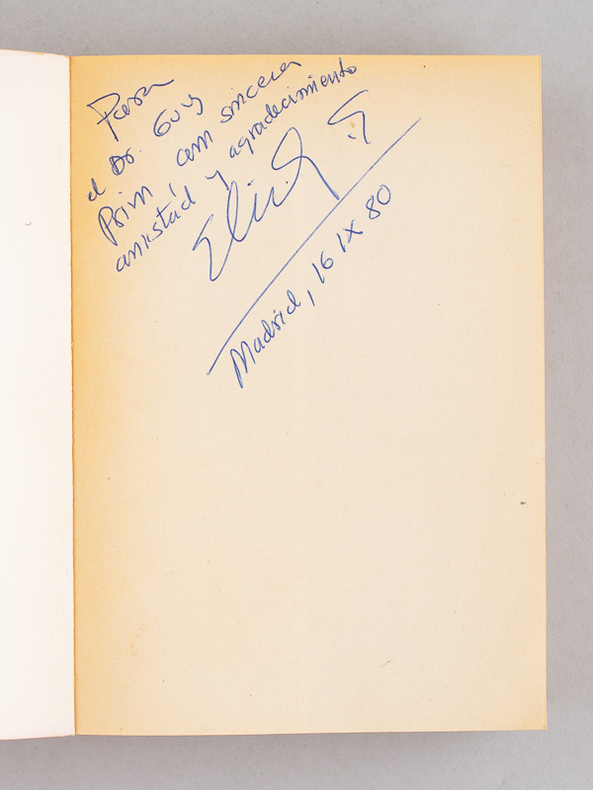 Para
el Dr. Guy
Prim con sincera
amistad y agradecimiento
Madrid, 16 IX 80